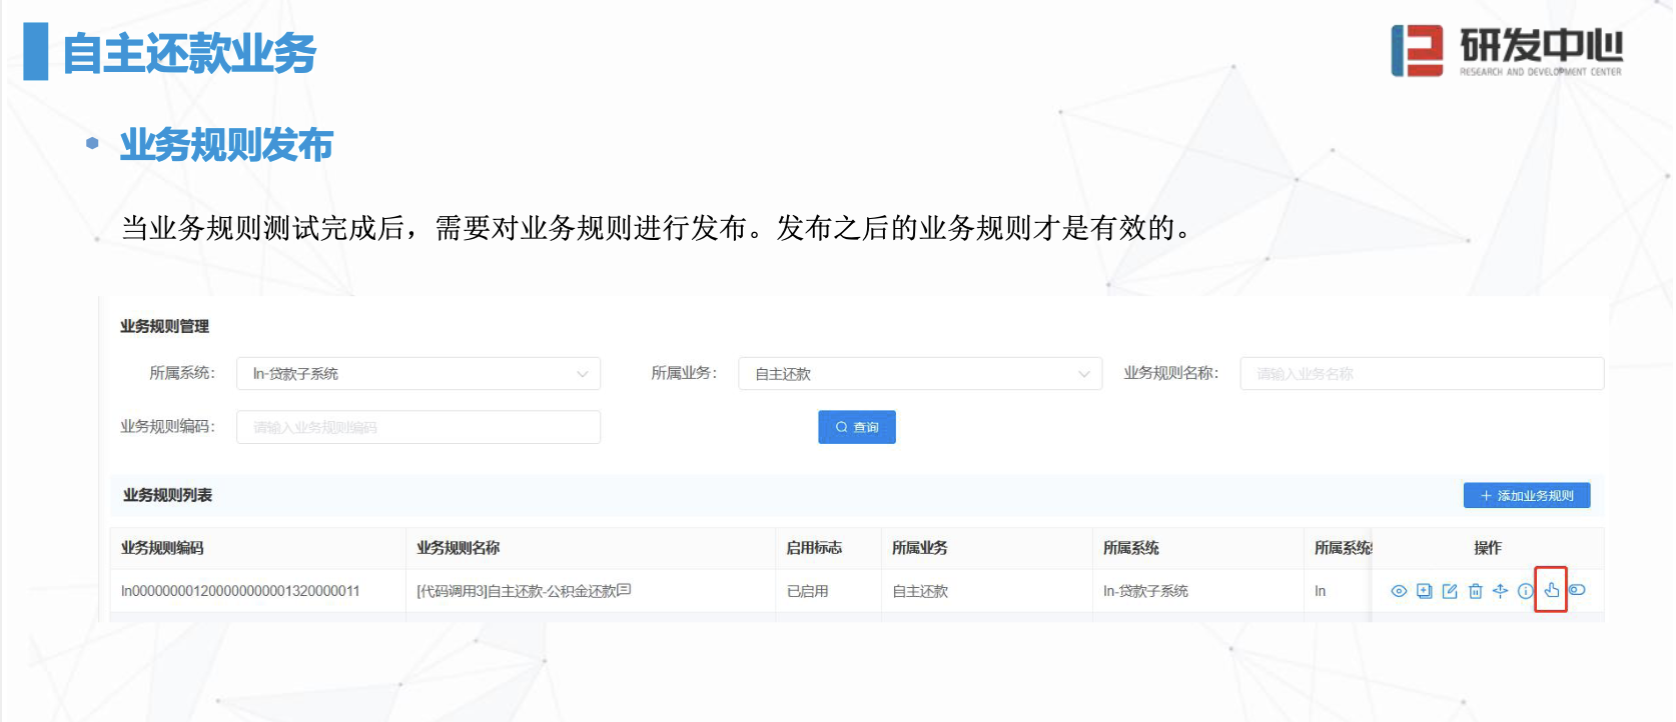 自主还款业务
研发中心
RESEARCH AND DEVELOPMENT CENTER
业务规则发布
当业务规则测试完成后，需要对业务规则进行发布。发布之后的业务规则才是有效的。
业务规则管理
所属系统: ln-贷款子系统 所属业务: 自主还款 业务规则名称: 请输入业务名称
业务规则编码: 请输入业务规则编码 查询
业务规则列表 + 添加业务规则
业务规则编码 业务规则名称 启用标志 所属业务 所属系统 所属系统 操作
[代码调用3]自主还款-公积金还款 已启用 自主还款 ln-贷款子系统 ln